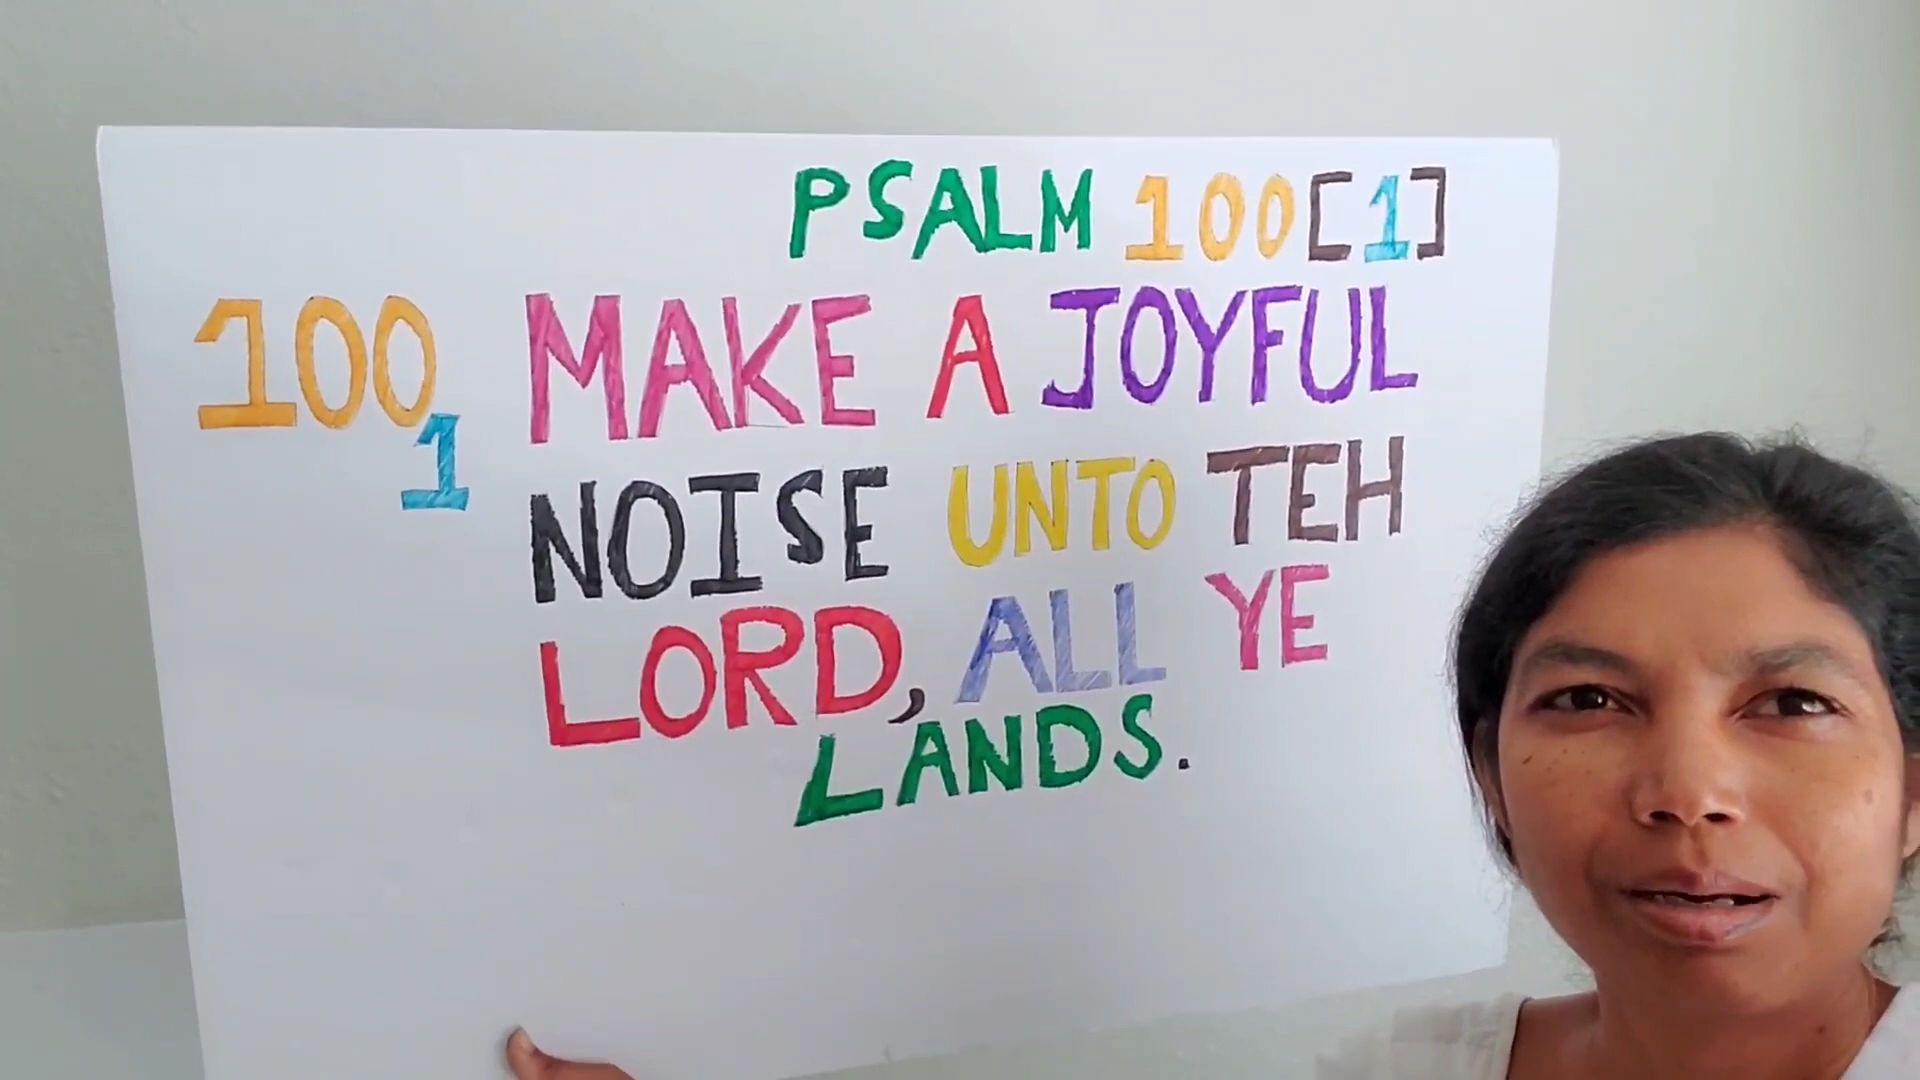 PSALM 100[1]
100 MAKE A JOYFUL
1 NOISE UNTO TEH
LORD, ALL YE
LANDS.